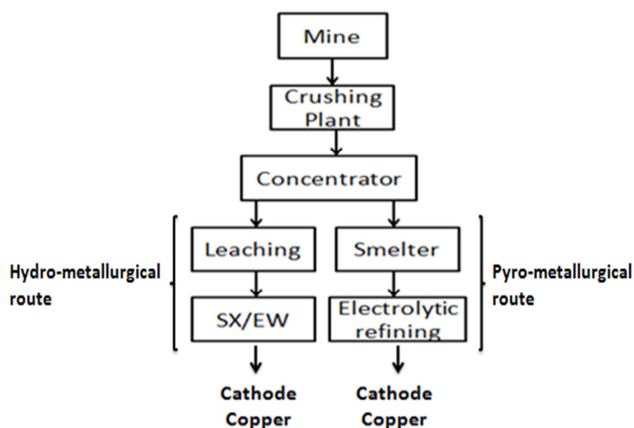 Mine
Crushing
Plant
Concentrator
Leaching
Smelter
Hydro-metallurgical
route
Pyro-metallurgical
route
SX/EW
Electrolytic
refining
Cathode
Copper
Cathode
Copper